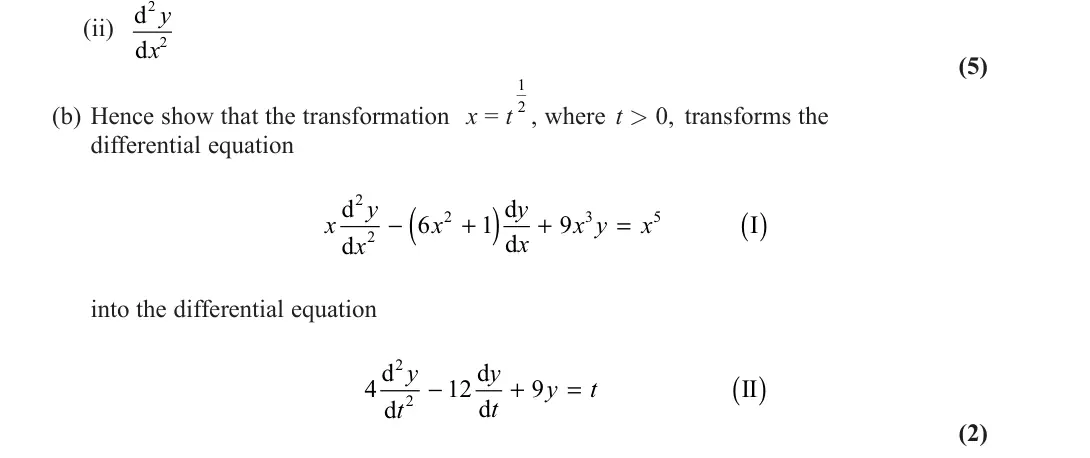 (ii) d²y/dx²
(5)
(b) Hence show that the transformation x = t^(1/2), where t > 0, transforms the
differential equation
x d²y/dx² − (6x² + 1) dy/dx + 9x³y = x⁵ (I)
into the differential equation
4 d²y/dt² − 12 dy/dt + 9y = t (II)
(2)